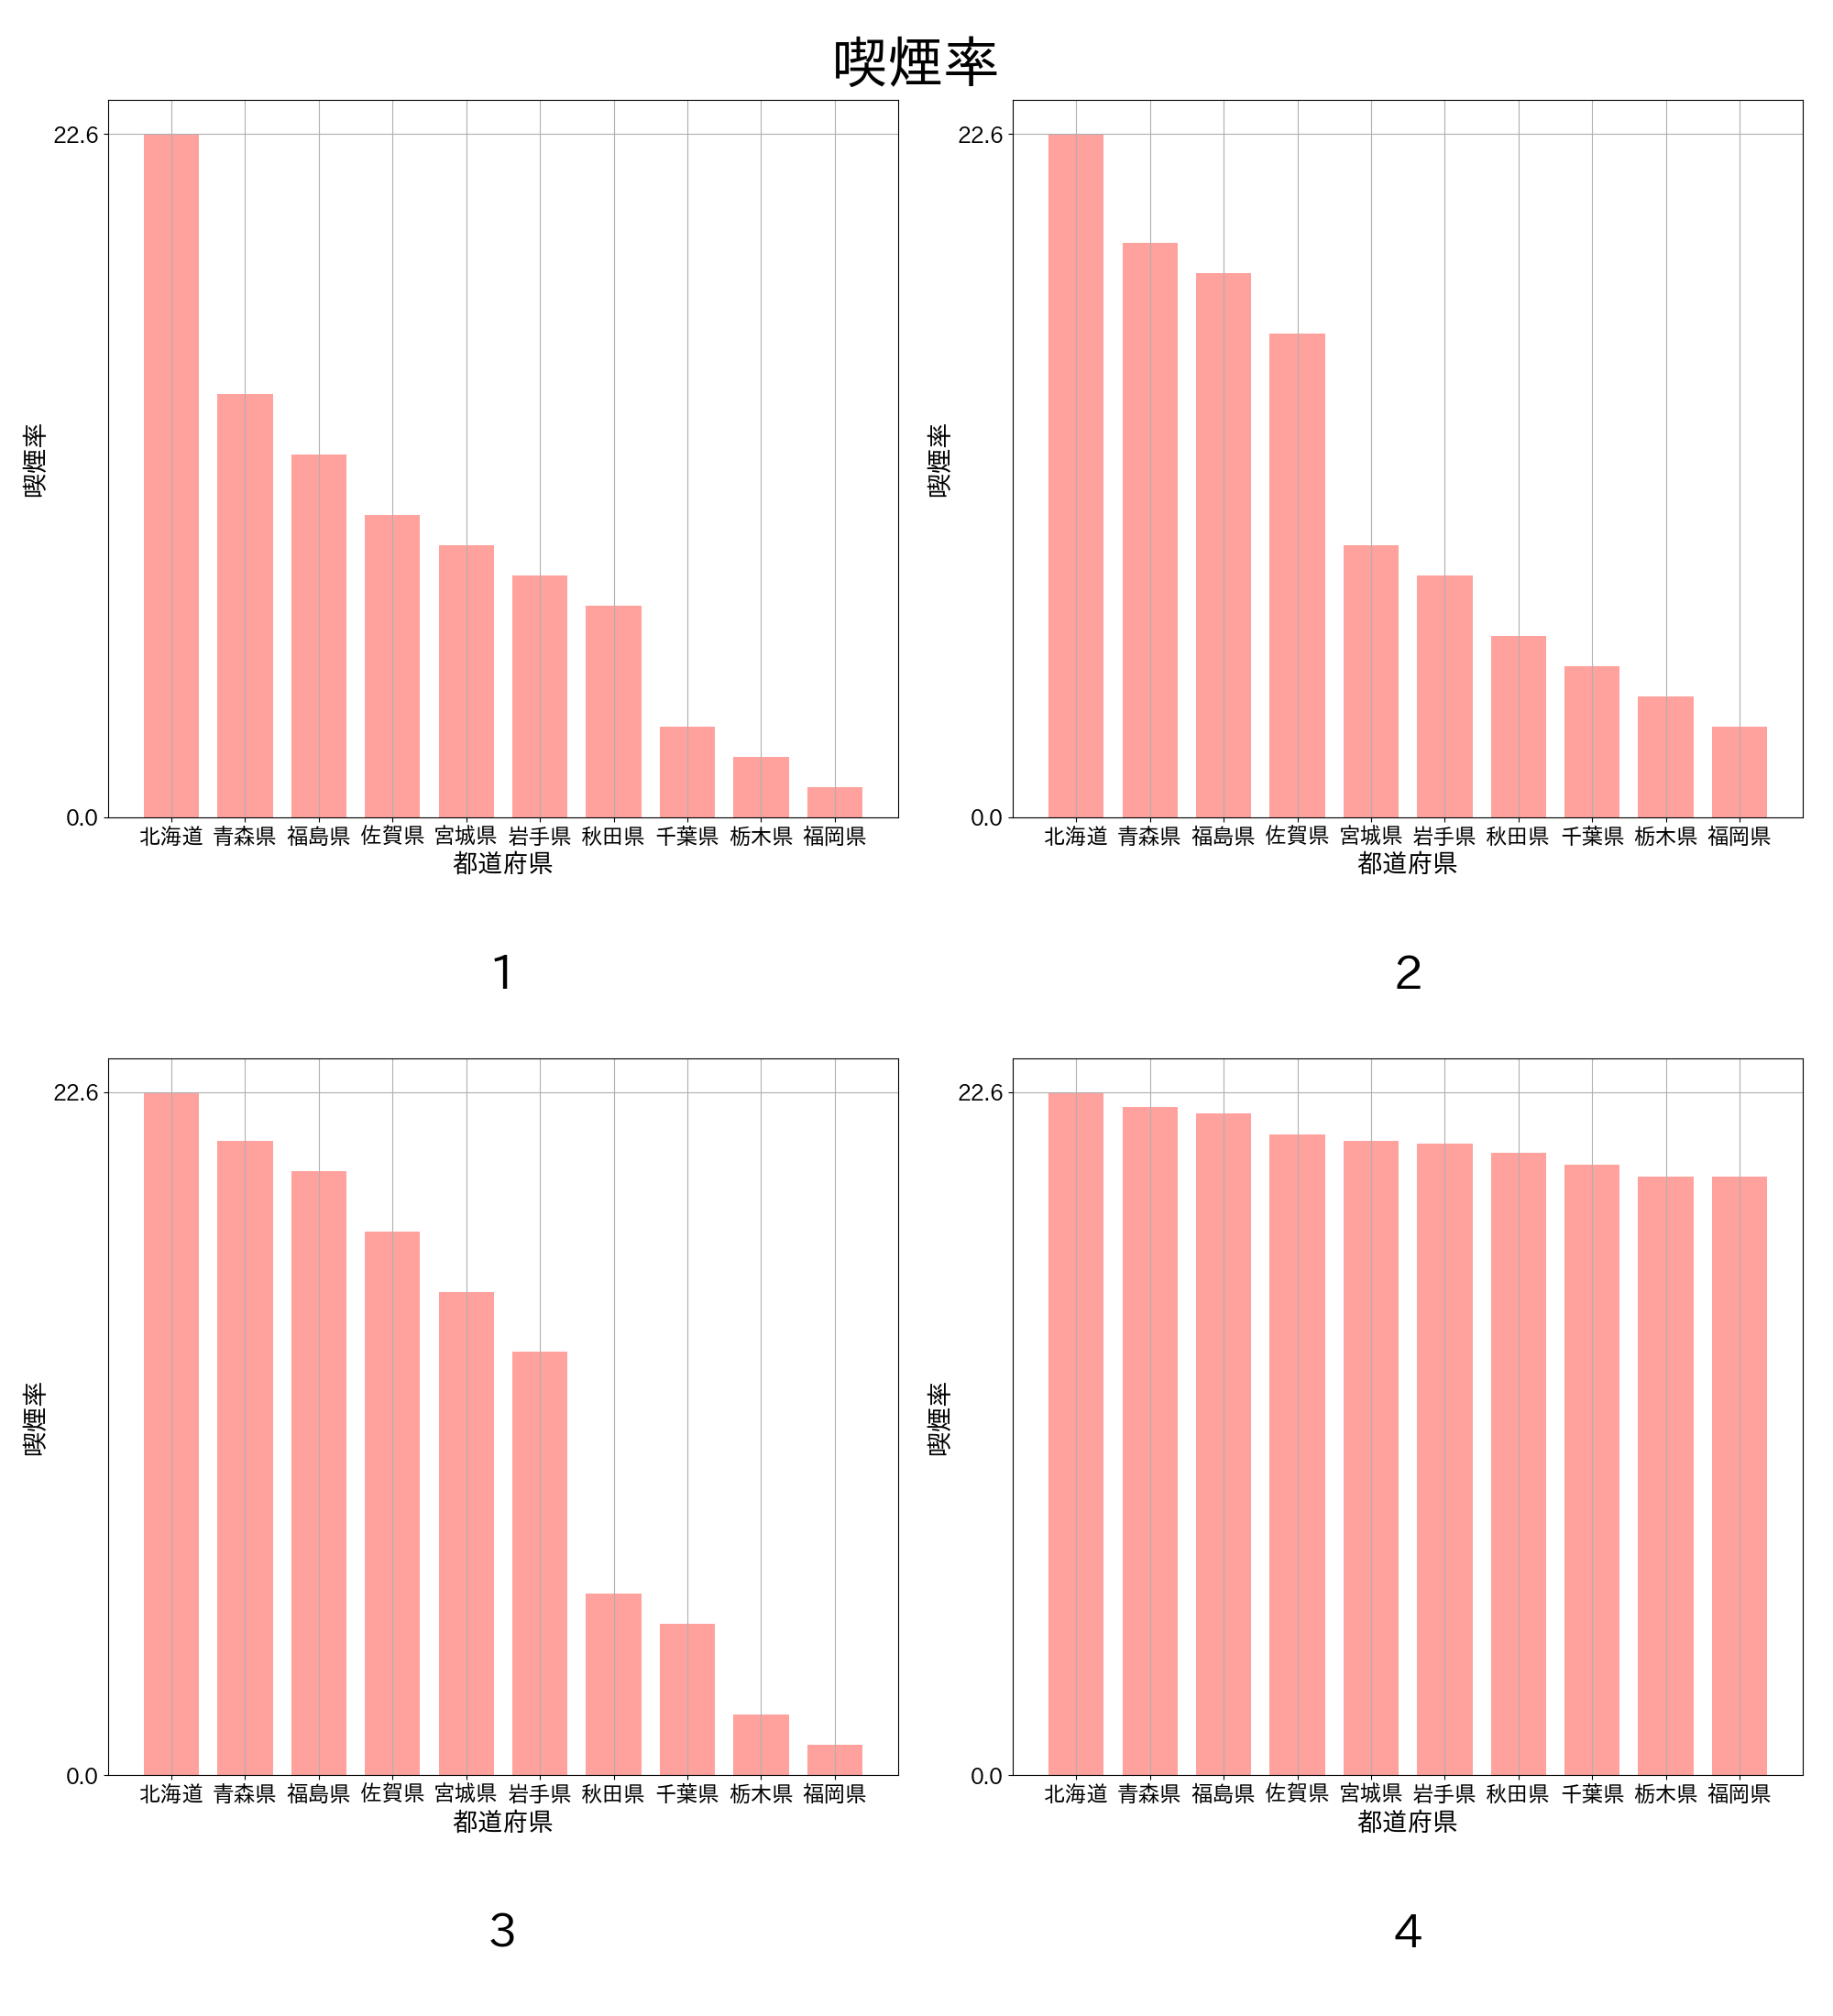 喫煙率
22.6
喫煙率
0.0
北海道 青森県 福島県 佐賀県 宮城県 岩手県 秋田県 千葉県 栃木県 福岡県
都道府県
1
22.6
喫煙率
0.0
北海道 青森県 福島県 佐賀県 宮城県 岩手県 秋田県 千葉県 栃木県 福岡県
都道府県
2
22.6
喫煙率
0.0
北海道 青森県 福島県 佐賀県 宮城県 岩手県 秋田県 千葉県 栃木県 福岡県
都道府県
3
22.6
喫煙率
0.0
北海道 青森県 福島県 佐賀県 宮城県 岩手県 秋田県 千葉県 栃木県 福岡県
都道府県
4